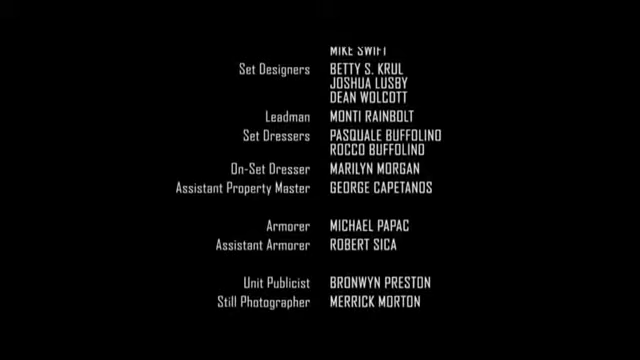 MIKE SWIFT
Set Designers BETTY S. KRUL
JOSHUA LUSBY
DEAN WOLCOTT
Leadman MONTI RAINBOLT
Set Dressers PASQUALE BUFFOLINO
ROCCO BUFFOLINO
On-Set Dresser MARILYN MORGAN
Assistant Property Master GEORGE CAPETANOS
Armorer MICHAEL PAPAC
Assistant Armorer ROBERT SICA
Unit Publicist BRONWYN PRESTON
Still Photographer MERRICK MORTON